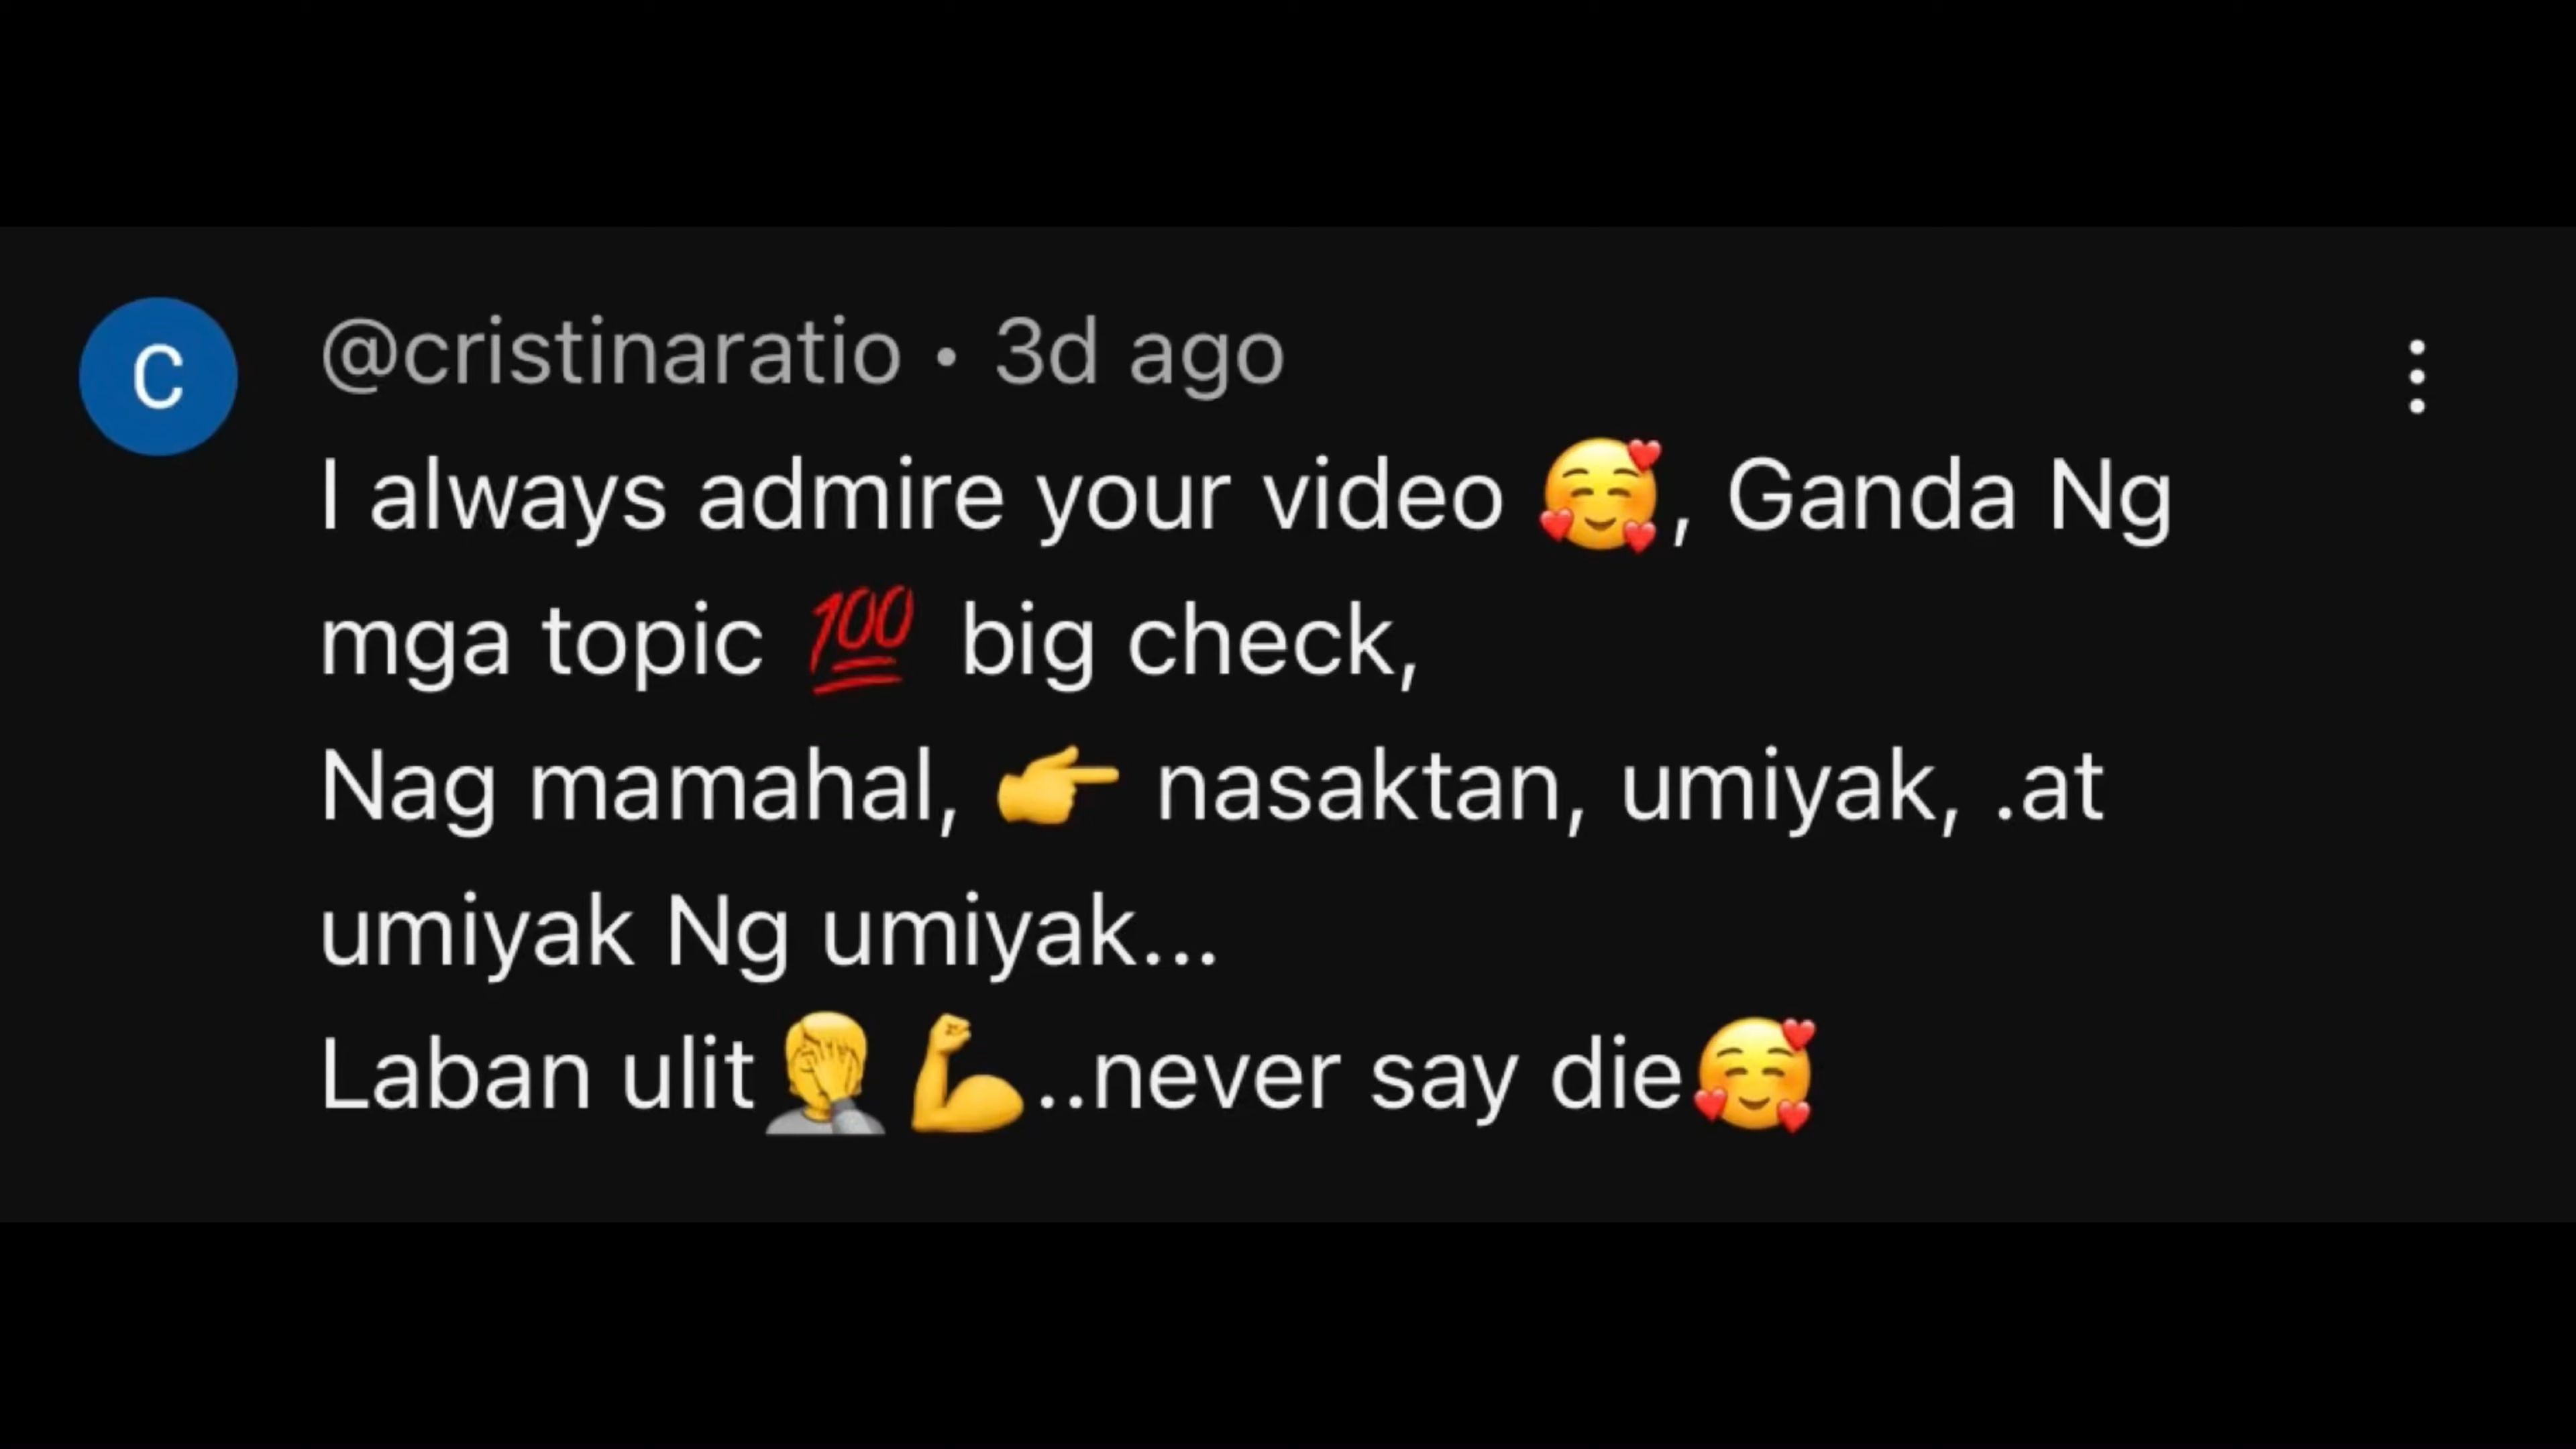 C
@cristinaratio • 3d ago
I always admire your video 🥰, Ganda Ng
mga topic 💯 big check,
Nag mamahal, 👉 nasaktan, umiyak, .at
umiyak Ng umiyak...
Laban ulit🤦💪..never say die🥰